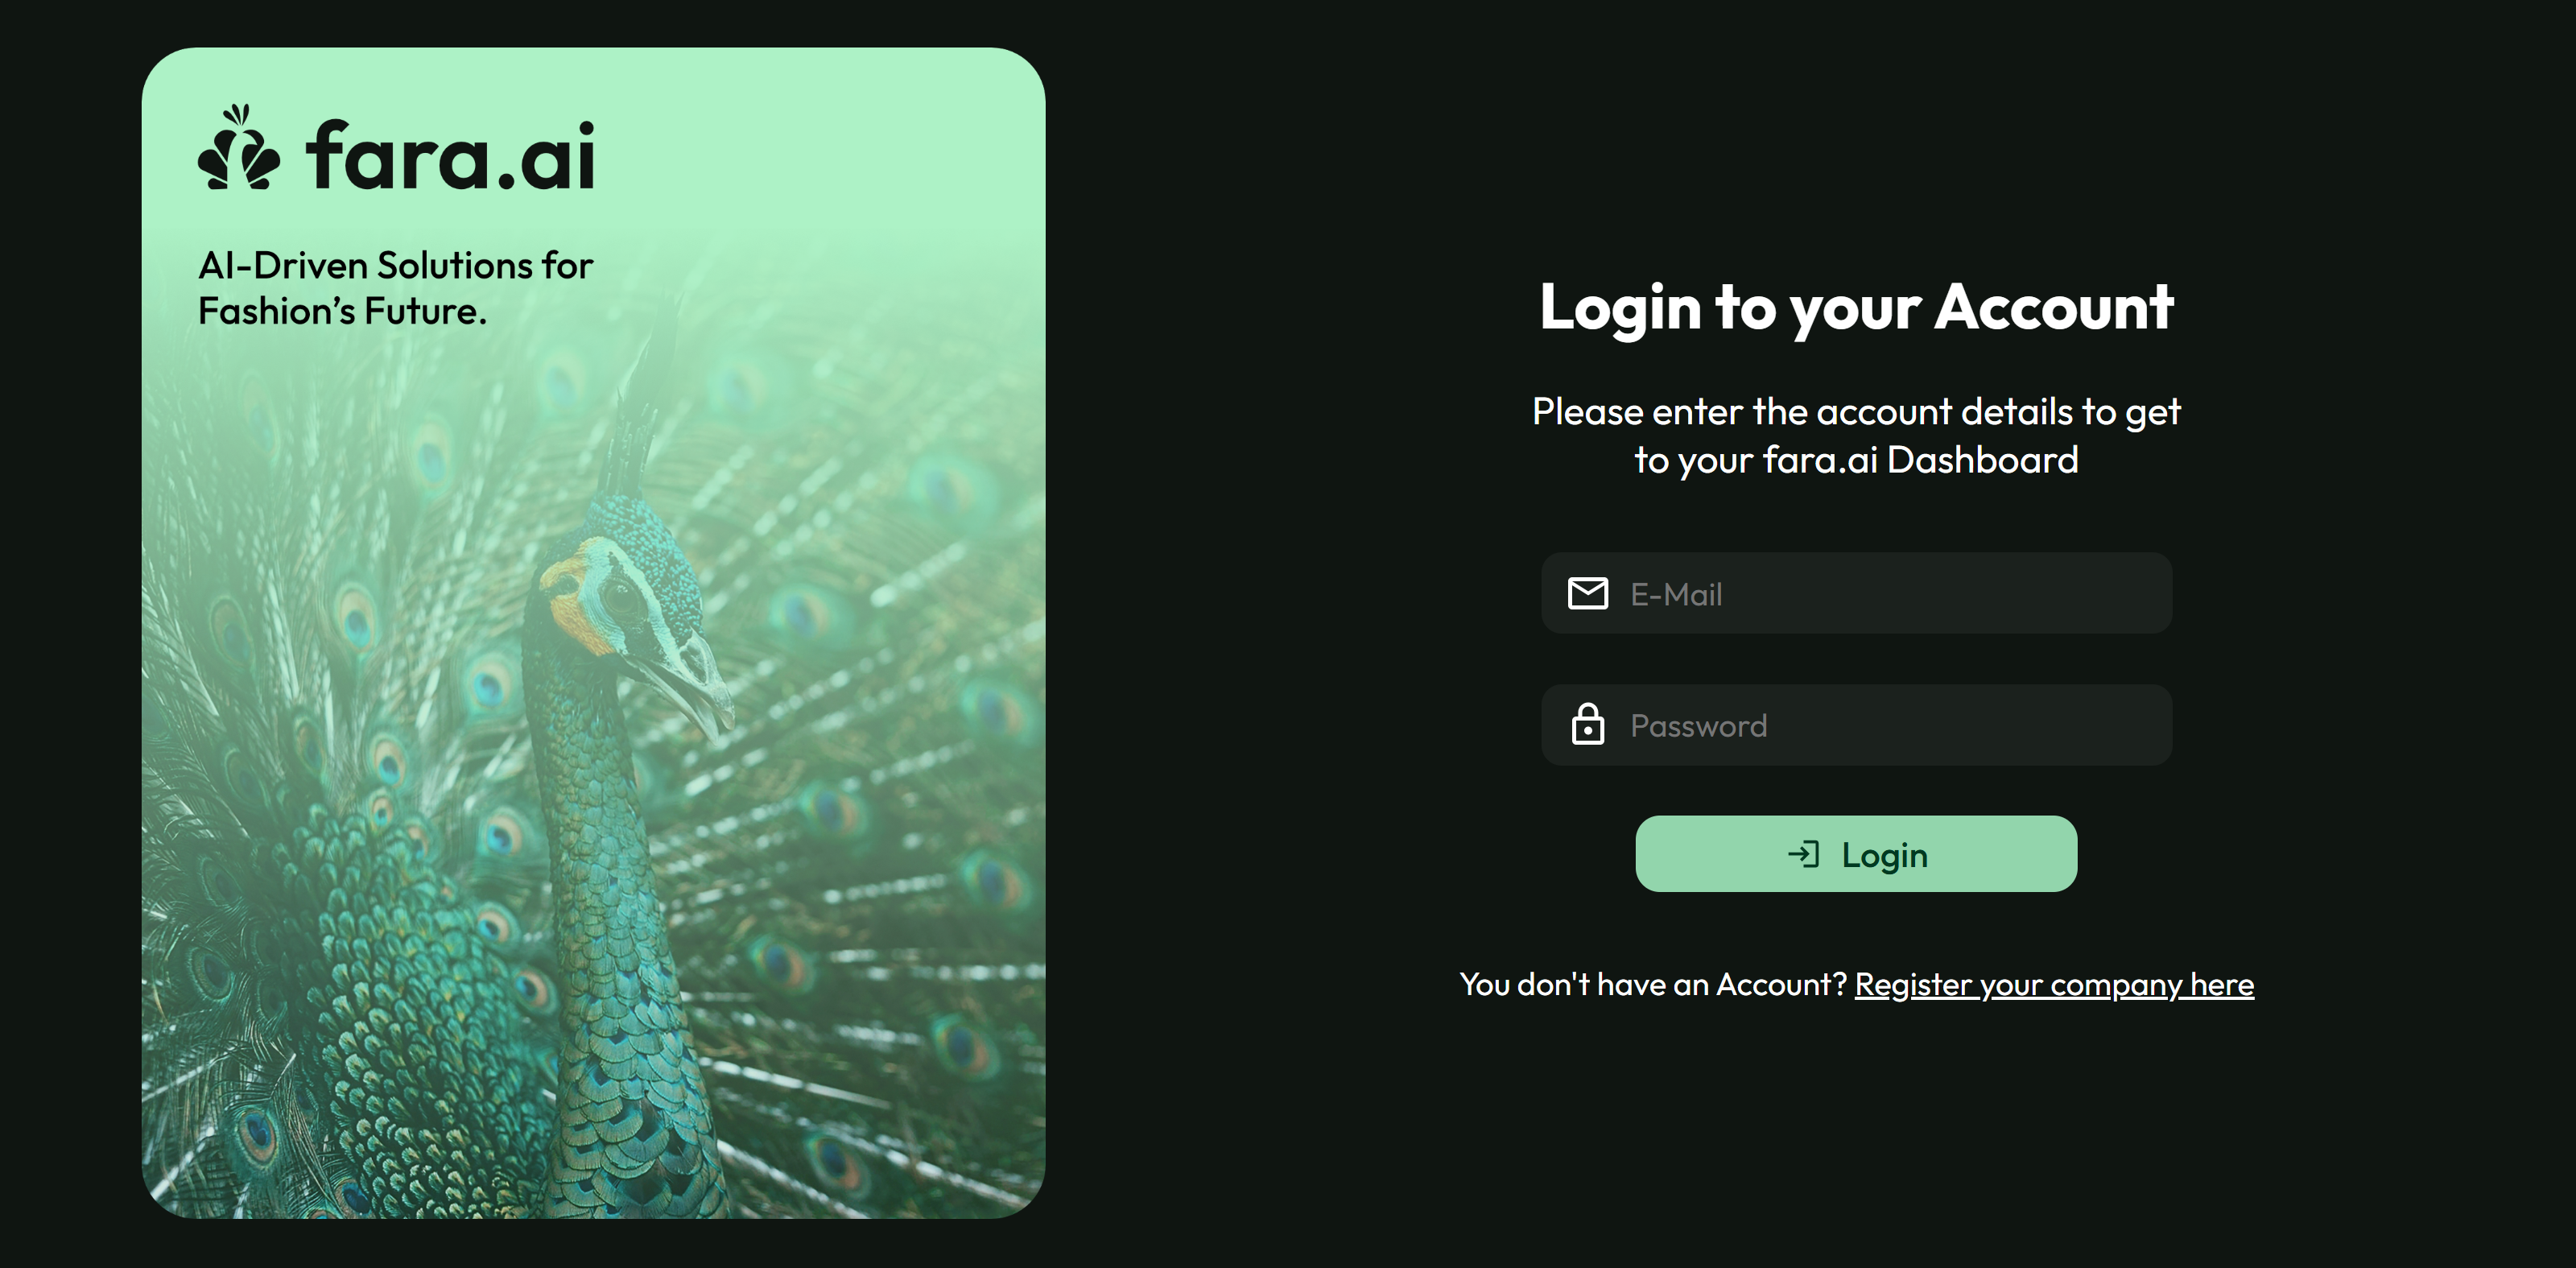 fara.ai
AI-Driven Solutions for
Fashion’s Future.
Login to your Account
Please enter the account details to get
to your fara.ai Dashboard
E-Mail
Password
Login
You don't have an Account? Register your company here